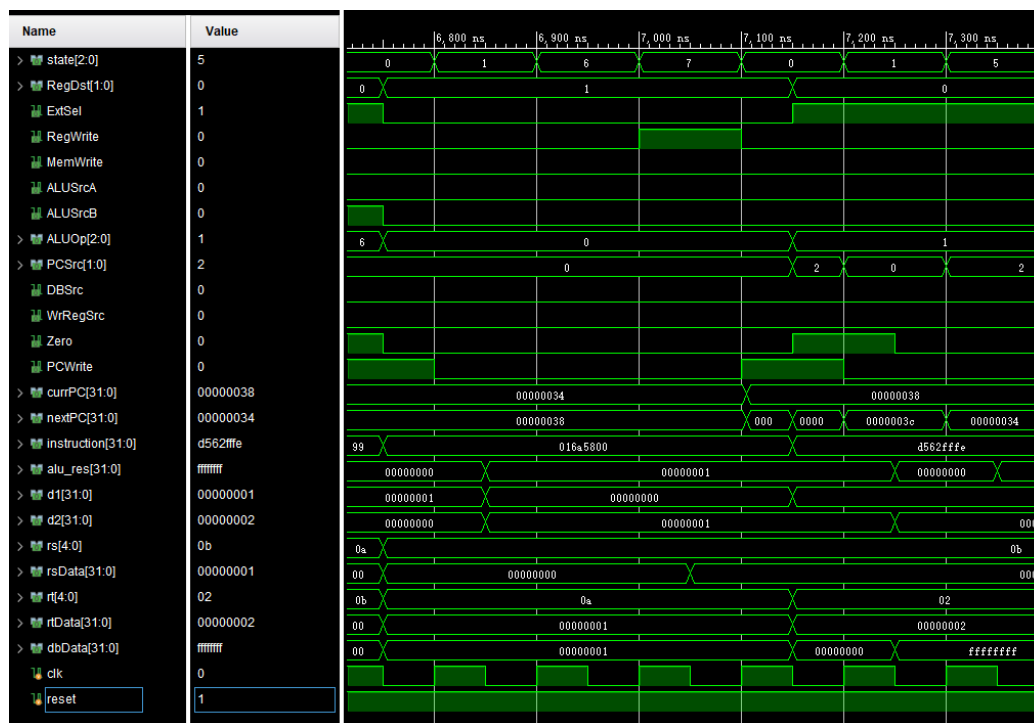 Name Value
6,800 ns 6,900 ns 7,000 ns 7,100 ns 7,200 ns 7,300 ns
state[2:0] 5 0 1 6 7 0 1 5
RegDst[1:0] 0 0 1 0
ExtSel 1
RegWrite 0
MemWrite 0
ALUSrcA 0
ALUSrcB 0
ALUOp[2:0] 1 6 0 1
PCSrc[1:0] 2 0 2 0 2
DBSrc 0
WrRegSrc 0
Zero 0
PCWrite 0
currPC[31:0] 00000038 00000034 00000038
nextPC[31:0] 00000034 00000038 000 0000 0000003c 00000034
instruction[31:0] d562fffe 99 016a5800 d562fffe
alu_res[31:0] ffffffff 00000000 00000001 00000000
d1[31:0] 00000001 00000001 00000000
d2[31:0] 00000002 00000000 00000001 000
rs[4:0] 0b 0a 0b
rsData[31:0] 00000001 00 00000000 000
rt[4:0] 02 0b 0a 02
rtData[31:0] 00000002 00 00000001 00000002
dbData[31:0] ffffffff 00 00000001 00000000 ffffffff
clk 0
reset 1